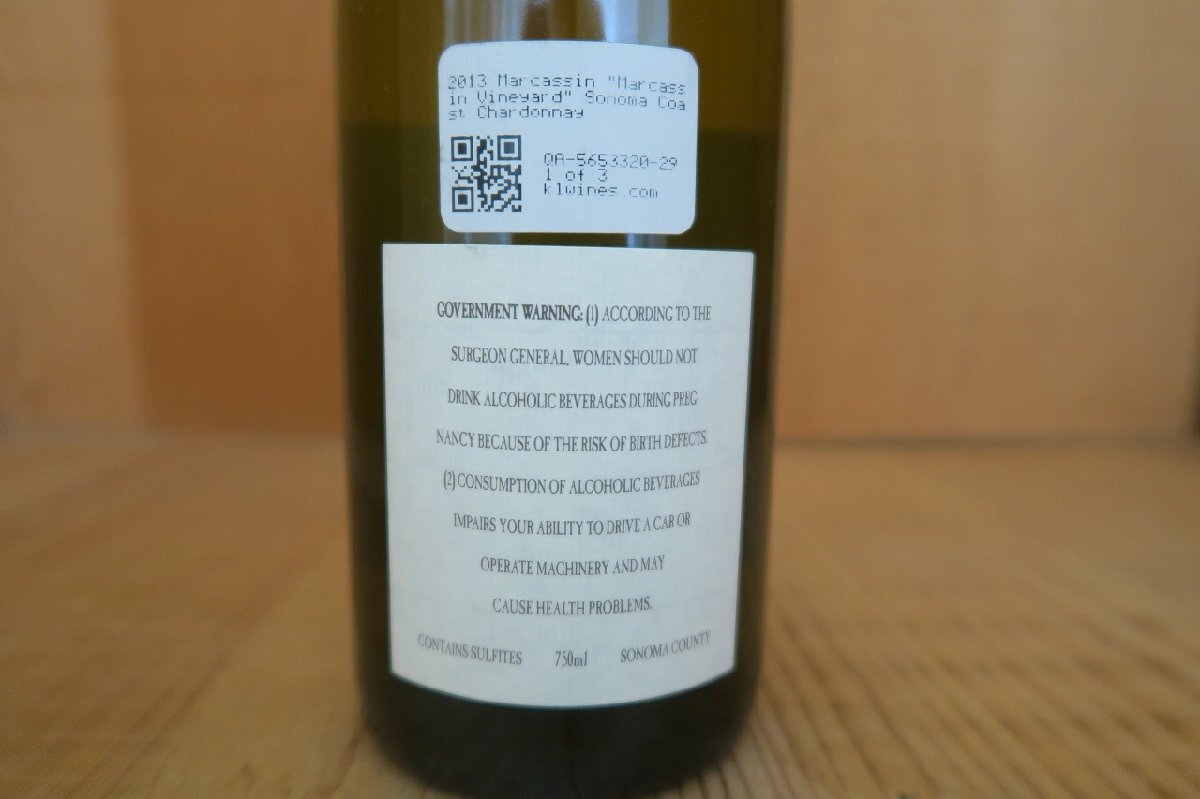 2013 Marcassin "Marcass
in Vineyard" Sonoma Coa
st Chardonnay
QA-5653320-29
1 of 3
klwines com
GOVERNMENT WARNING: (1) ACCORDING TO THE
SURGEON GENERAL, WOMEN SHOULD NOT
DRINK ALCOHOLIC BEVERAGES DURING PREG
NANCY BECAUSE OF THE RISK OF BIRTH DEFECTS.
(2) CONSUMPTION OF ALCOHOLIC BEVERAGES
IMPAIRS YOUR ABILITY TO DRIVE A CAR OR
OPERATE MACHINERY AND MAY
CAUSE HEALTH PROBLEMS.
CONTAINS SULFITES 750ml SONOMA COUNTY